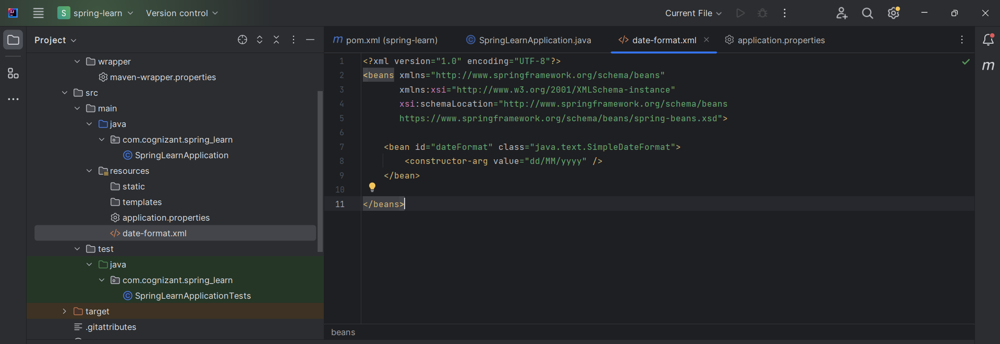 S spring-learn Version control Current File
Project
wrapper
maven-wrapper.properties
src
main
java
com.cognizant.spring_learn
SpringLearnApplication
resources
static
templates
application.properties
date-format.xml
test
java
com.cognizant.spring_learn
SpringLearnApplicationTests
target
.gitattributes
m pom.xml (spring-learn) SpringLearnApplication.java </> date-format.xml application.properties
1 <?xml version="1.0" encoding="UTF-8"?>
2 <beans xmlns="http://www.springframework.org/schema/beans"
3 xmlns:xsi="http://www.w3.org/2001/XMLSchema-instance"
4 xsi:schemaLocation="http://www.springframework.org/schema/beans
5 https://www.springframework.org/schema/beans/spring-beans.xsd">
6
7 <bean id="dateFormat" class="java.text.SimpleDateFormat">
8 <constructor-arg value="dd/MM/yyyy" />
9 </bean>
10
11 </beans>
beans
m